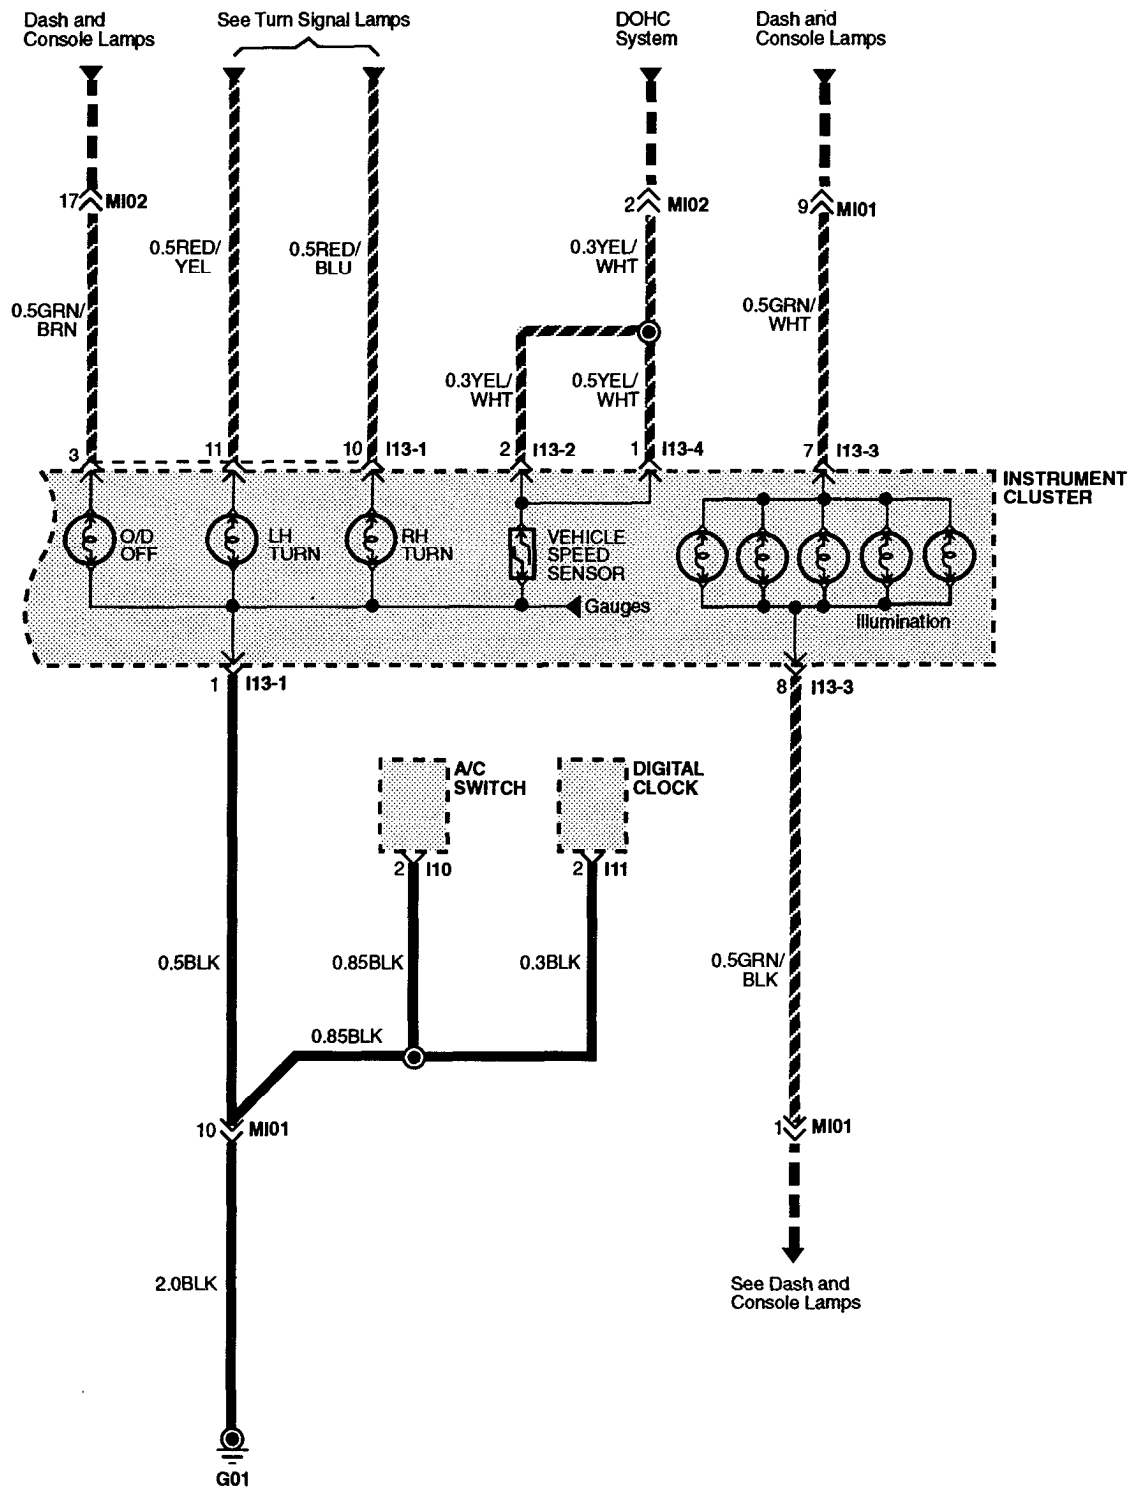 Dash and
Console Lamps
See Turn Signal Lamps
DOHC
System
Dash and
Console Lamps
17 MI02
2 MI02
9 MI01
0.5RED/
YEL
0.5RED/
BLU
0.3YEL/
WHT
0.5GRN/
BRN
0.5GRN/
WHT
0.3YEL/
WHT
0.5YEL/
WHT
3
11
10 I13-1
2 I13-2
1 I13-4
7 I13-3
INSTRUMENT
CLUSTER
O/D
OFF
LH
TURN
RH
TURN
VEHICLE
SPEED
SENSOR
Gauges
Illumination
1 I13-1
8 I13-3
A/C
SWITCH
DIGITAL
CLOCK
2 I10
2 I11
0.5BLK
0.85BLK
0.3BLK
0.5GRN/
BLK
0.85BLK
10 MI01
1 MI01
2.0BLK
See Dash and
Console Lamps
G01